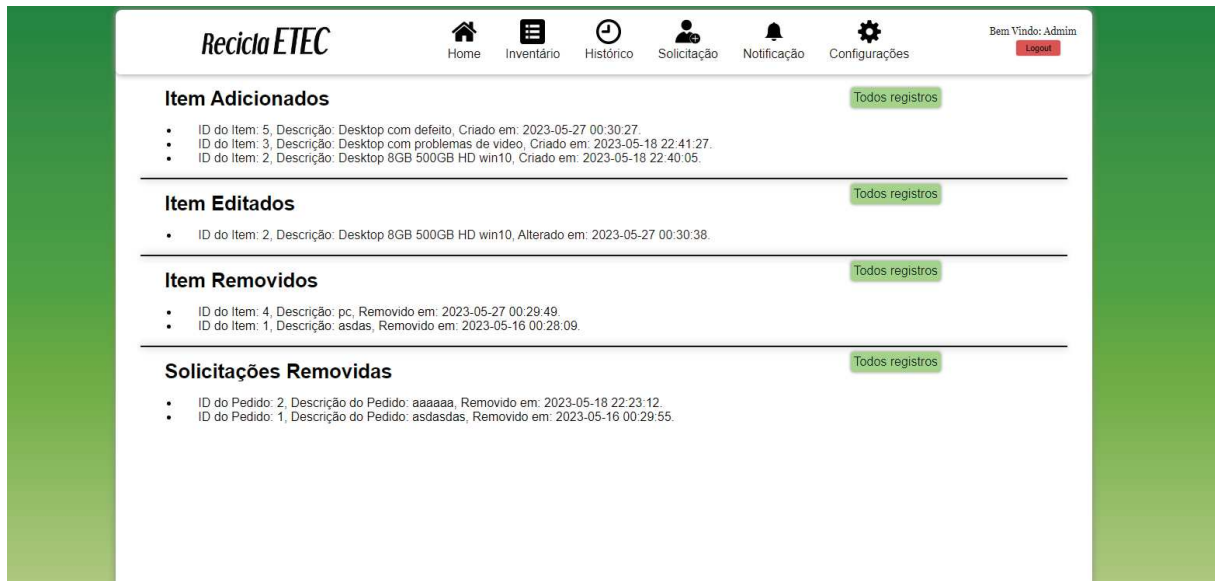 Recicla ETEC
Home Inventário Histórico Solicitação Notificação Configurações
Bem Vindo: Admim
Logout
Item Adicionados
Todos registros
• ID do Item: 5, Descrição: Desktop com defeito, Criado em: 2023-05-27 00:30:27.
• ID do Item: 3, Descrição: Desktop com problemas de video, Criado em: 2023-05-18 22:41:27.
• ID do Item: 2, Descrição: Desktop 8GB 500GB HD win10, Criado em: 2023-05-18 22:40:05.
Item Editados
Todos registros
• ID do Item: 2, Descrição: Desktop 8GB 500GB HD win10, Alterado em: 2023-05-27 00:30:38.
Item Removidos
Todos registros
• ID do Item: 4, Descrição: pc, Removido em: 2023-05-27 00:29:49.
• ID do Item: 1, Descrição: asdas, Removido em: 2023-05-16 00:28:09.
Solicitações Removidas
Todos registros
• ID do Pedido: 2, Descrição do Pedido: aaaaaa, Removido em: 2023-05-18 22:23:12.
• ID do Pedido: 1, Descrição do Pedido: asdasdas, Removido em: 2023-05-16 00:29:55.